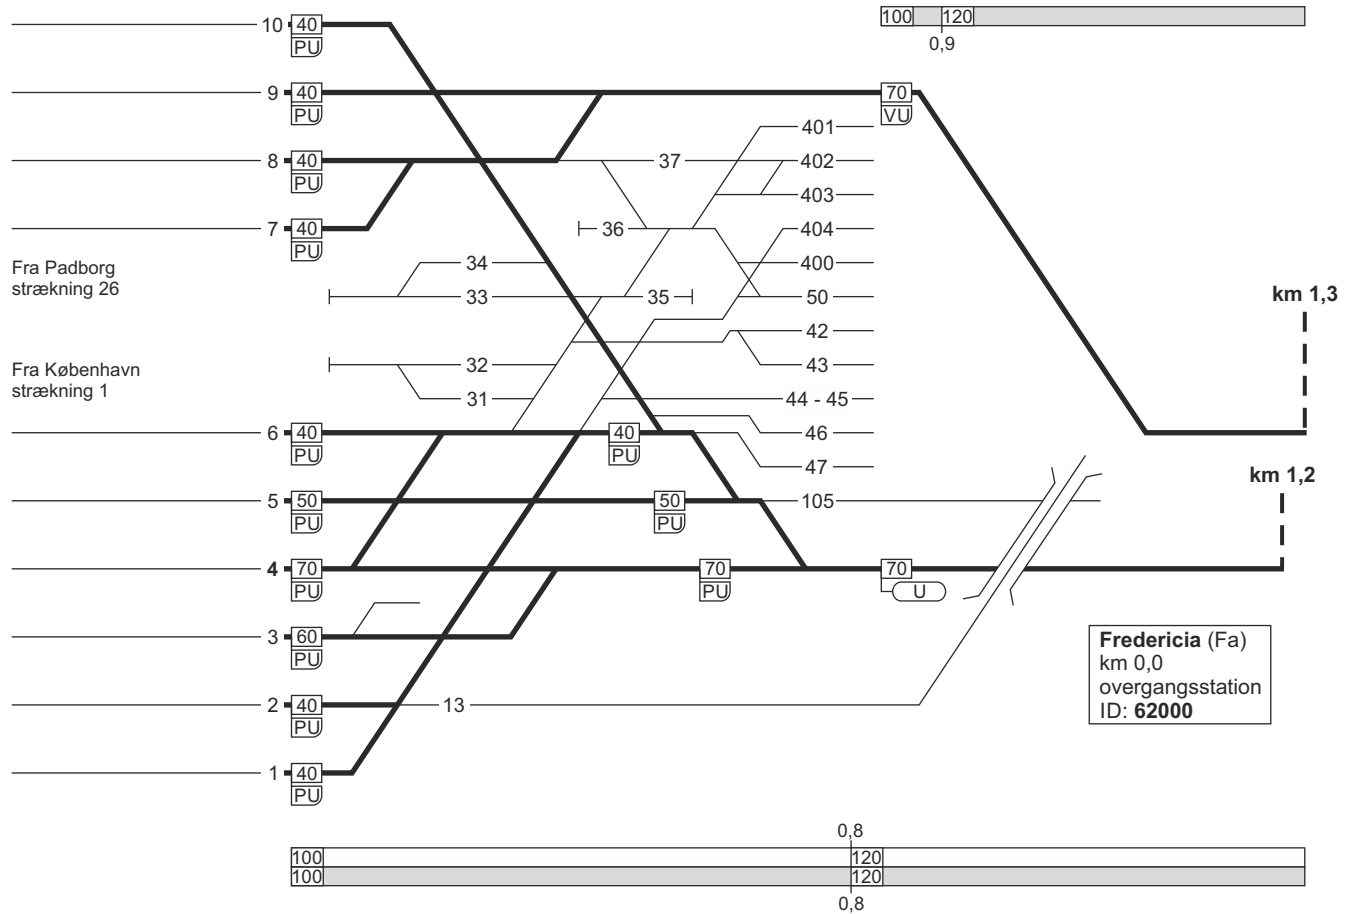 10 40
PU
100 120
0,9
9 40
PU
70
VU
401
8 40
PU
37
402
403
7 40
PU
36
404
Fra Padborg
strækning 26
34
400
33
35
50
km 1,3
42
Fra København
strækning 1
32
43
31
44 - 45
6 40
PU
40
PU
46
47
km 1,2
5 50
PU
50
PU
105
4 70
PU
70
PU
70
U
3 60
PU
Fredericia (Fa)
km 0,0
overgangsstation
ID: 62000
2 40
PU
13
1 40
PU
0,8
100 120
100 120
0,8